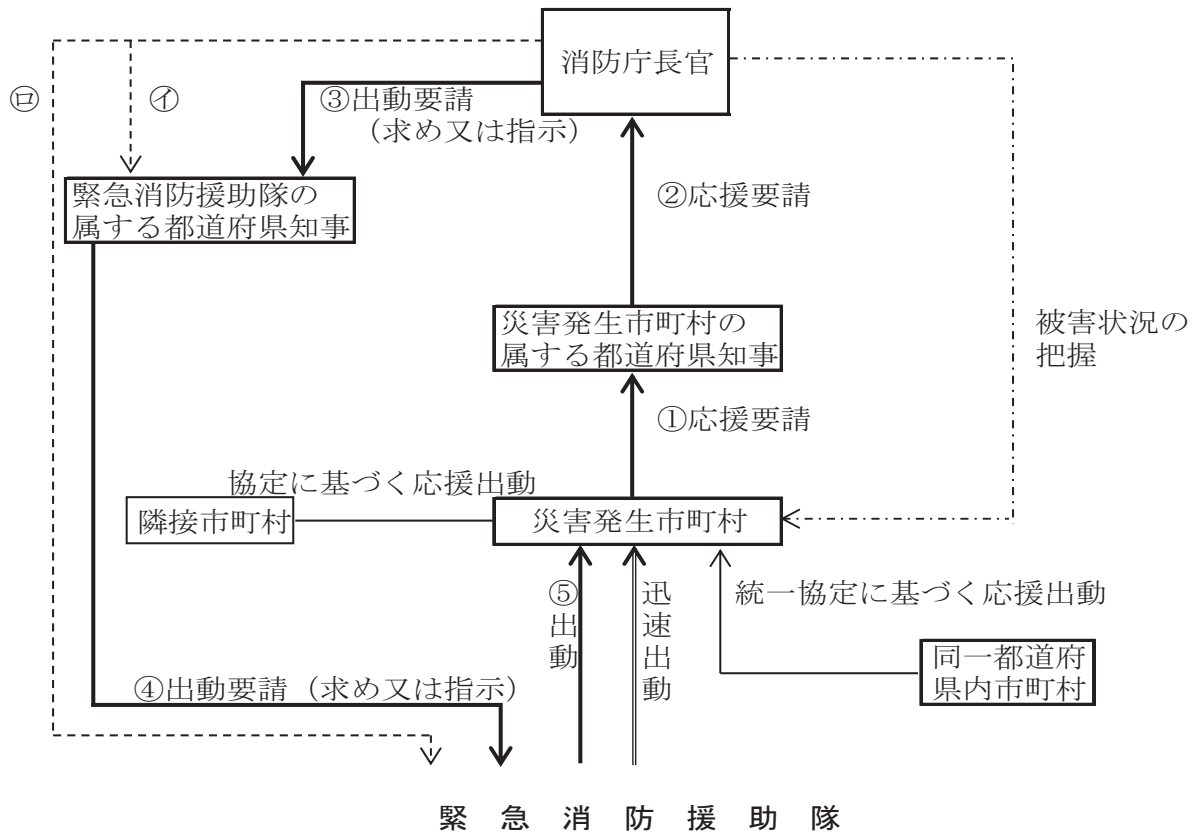 消防庁長官
㋺
㋑
③出動要請
（求め又は指示）
緊急消防援助隊の
属する都道府県知事
②応援要請
災害発生市町村の
属する都道府県知事
被害状況の
把握
①応援要請
協定に基づく応援出動
隣接市町村
災害発生市町村
⑤出動
迅速出動
統一協定に基づく応援出動
同一都道府
県内市町村
④出動要請（求め又は指示）
緊急消防援助隊